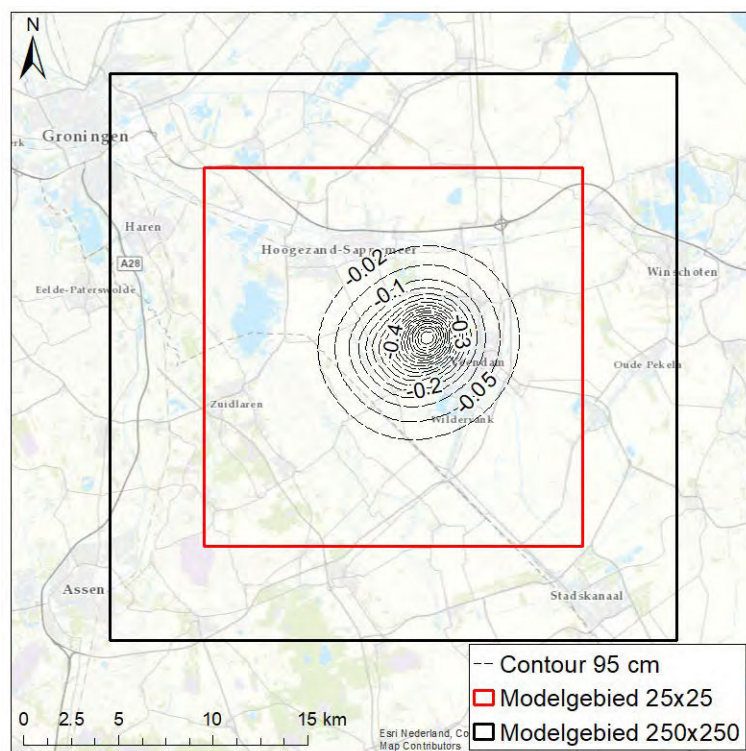 N
Groningen
erk
Haren
A28
Eelde-Paterswolde
Hoogezand-Sappemeer
Winschoten
-0.02
-0.1
-0.4
-0.3
Veendam
-0.2
-0.05
Oude Pekela
Zuidlaren
Wildervank
Assen
Stadskanaal
0 2.5 5 10 15 km
Esri Nederland, Co
Map Contributors
Contour 95 cm
Modelgebied 25x25
Modelgebied 250x250